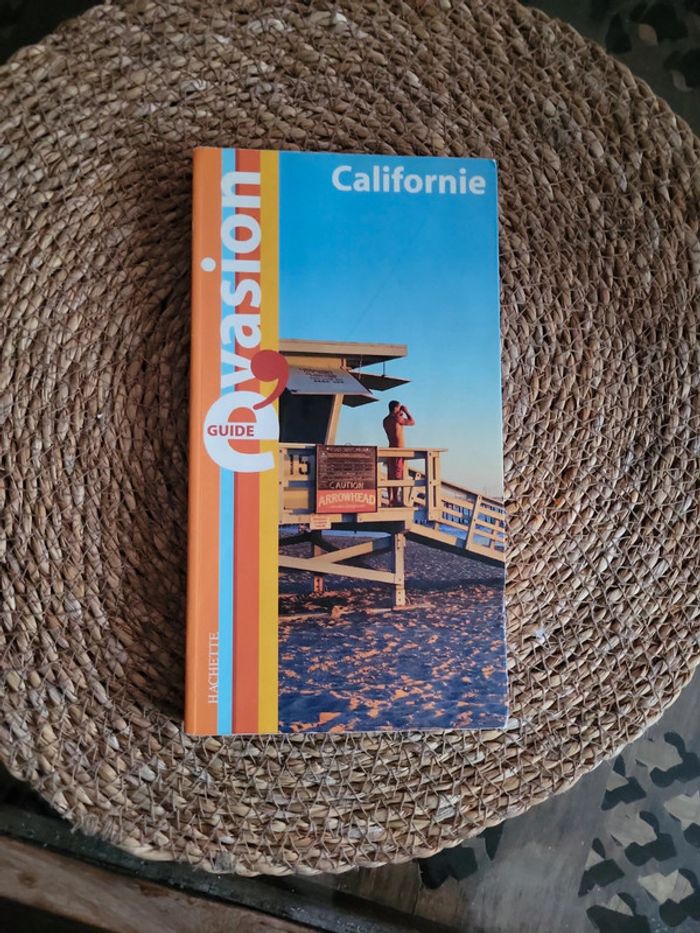 Californie
évasion
GUIDE
15
CAUTION
ARROWHEAD
HACHETTE